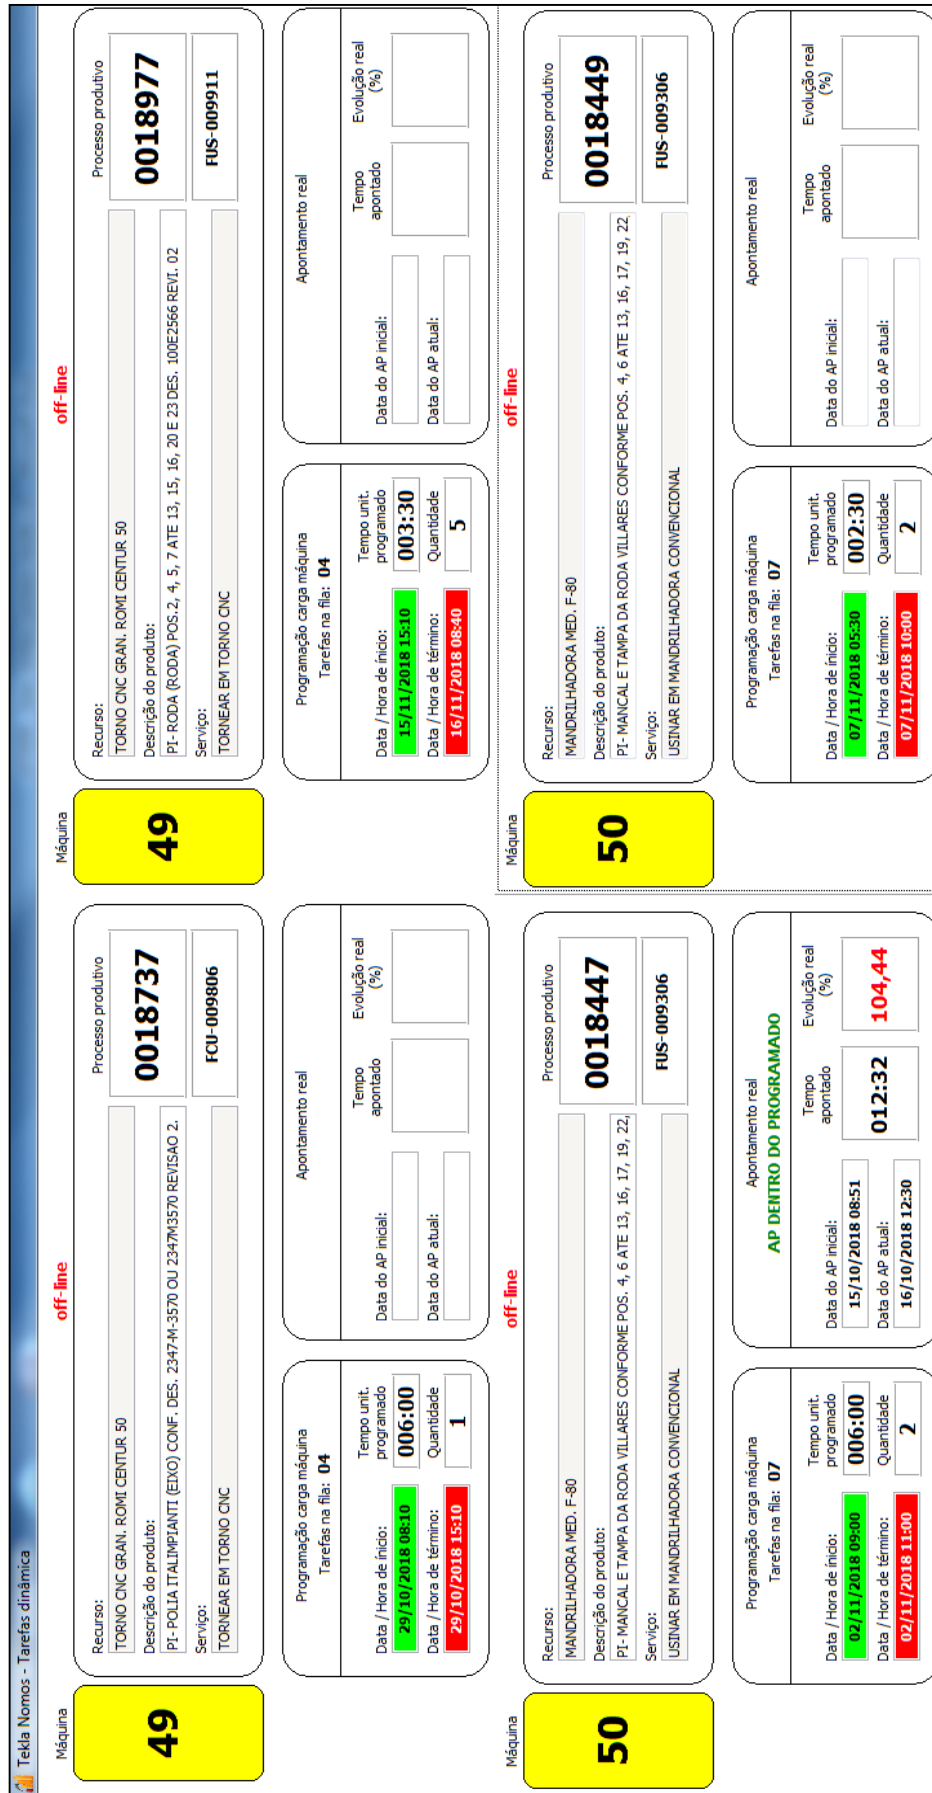 Tekla Nomos - Tarefas dinâmica
Máquina
off-line
49
Recurso:
TORNO CNC GRAN. ROMI CENTUR 50
Descrição do produto:
PI- POLIA ITALIMPIANTI (EIXO) CONF. DES. 2347-M-3570 OU 2347M3570 REVISAO 2.
Serviço:
TORNEAR EM TORNO CNC
Processo produtivo
0018737
FCU-009806
Programação carga máquina
Tarefas na fila: 04
Data / Hora de ínicio:
29/10/2018 08:10
Data / Hora de término:
29/10/2018 15:10
Tempo unit.
programado
006:00
Quantidade
1
Apontamento real
Data do AP inicial:
Data do AP atual:
Tempo
apontado
Evolução real
(%)
Máquina
off-line
49
Recurso:
TORNO CNC GRAN. ROMI CENTUR 50
Descrição do produto:
PI- RODA (RODA) POS.2, 4, 5, 7 ATE 13, 15, 16, 20 E 23 DES. 100E2566 REVI. 02
Serviço:
TORNEAR EM TORNO CNC
Processo produtivo
0018977
FUS-009911
Programação carga máquina
Tarefas na fila: 04
Data / Hora de ínicio:
15/11/2018 15:10
Data / Hora de término:
16/11/2018 08:40
Tempo unit.
programado
003:30
Quantidade
5
Apontamento real
Data do AP inicial:
Data do AP atual:
Tempo
apontado
Evolução real
(%)
Máquina
off-line
50
Recurso:
MANDRILHADORA MED. F-80
Descrição do produto:
PI- MANCAL E TAMPA DA RODA VILLARES CONFORME POS. 4, 6 ATE 13, 16, 17, 19, 22,
Serviço:
USINAR EM MANDRILHADORA CONVENCIONAL
Processo produtivo
0018447
FUS-009306
Programação carga máquina
Tarefas na fila: 07
Data / Hora de ínicio:
02/11/2018 09:00
Data / Hora de término:
02/11/2018 11:00
Tempo unit.
programado
006:00
Quantidade
2
Apontamento real
AP DENTRO DO PROGRAMADO
Data do AP inicial:
15/10/2018 08:51
Data do AP atual:
16/10/2018 12:30
Tempo
apontado
012:32
Evolução real
(%)
104,44
Máquina
off-line
50
Recurso:
MANDRILHADORA MED. F-80
Descrição do produto:
PI- MANCAL E TAMPA DA RODA VILLARES CONFORME POS. 4, 6 ATE 13, 16, 17, 19, 22,
Serviço:
USINAR EM MANDRILHADORA CONVENCIONAL
Processo produtivo
0018449
FUS-009306
Programação carga máquina
Tarefas na fila: 07
Data / Hora de ínicio:
07/11/2018 05:30
Data / Hora de término:
07/11/2018 10:00
Tempo unit.
programado
002:30
Quantidade
2
Apontamento real
Data do AP inicial:
Data do AP atual:
Tempo
apontado
Evolução real
(%)